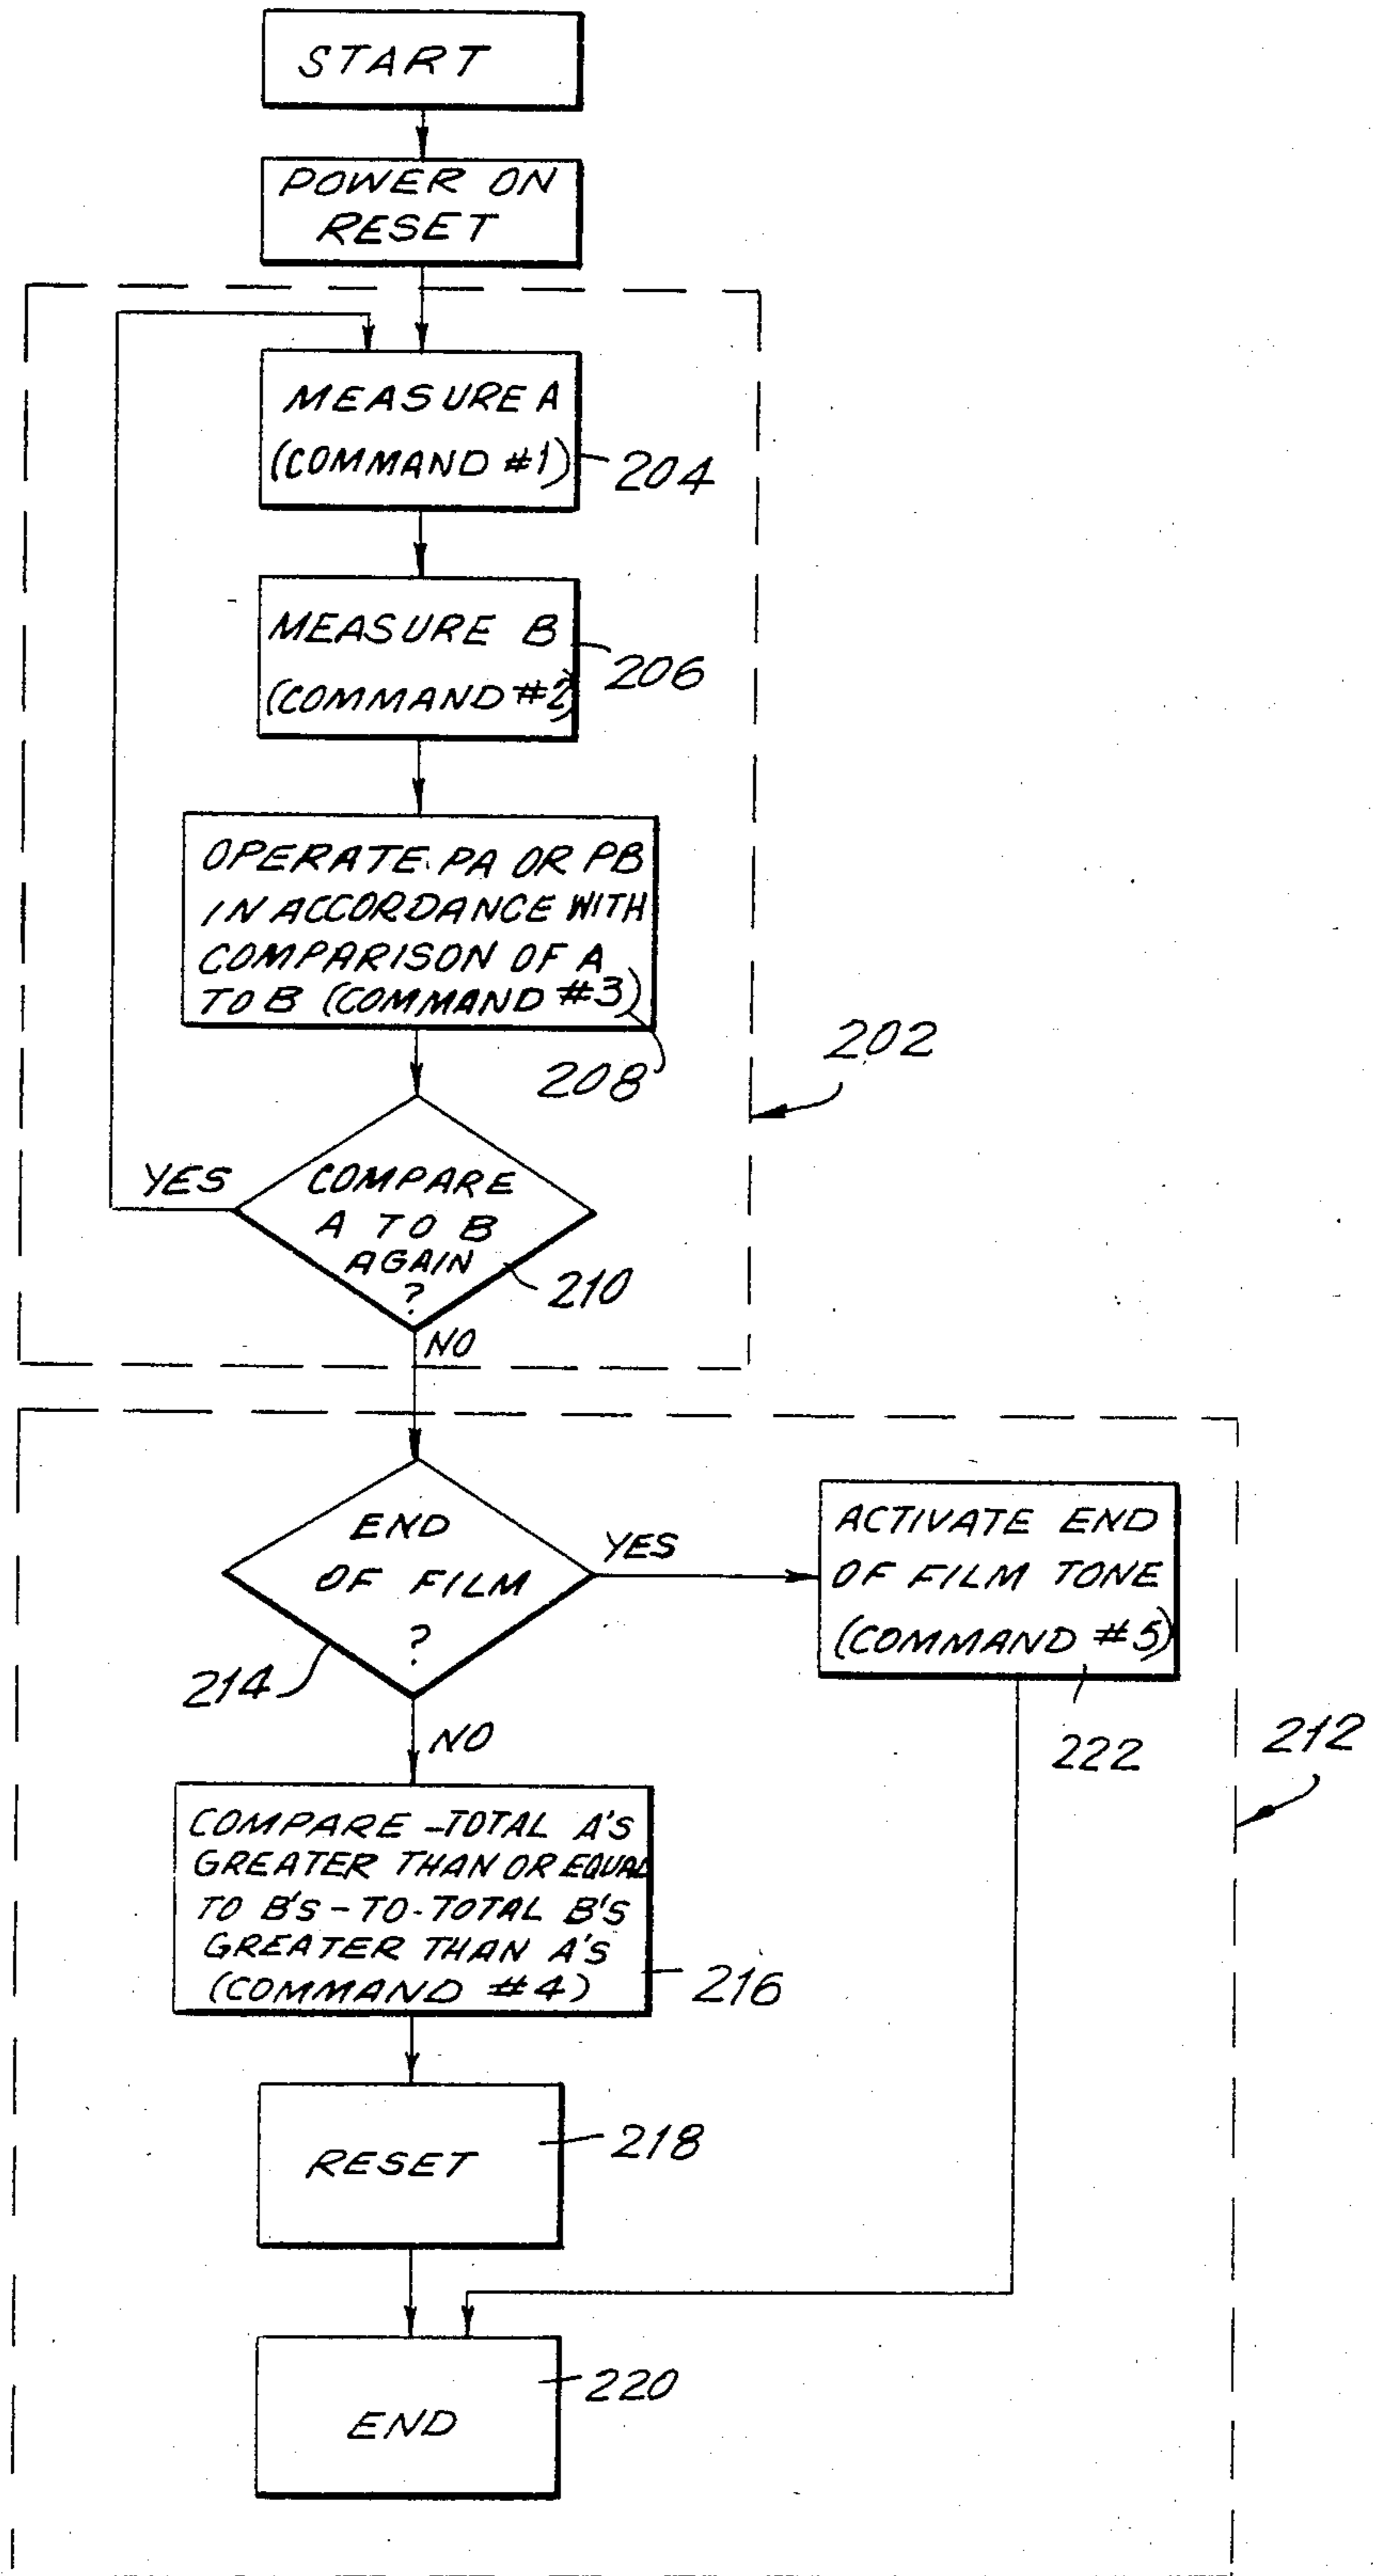 START
POWER ON
RESET
MEASURE A
(COMMAND #1)
204
MEASURE B
(COMMAND #2)
206
OPERATE PA OR PB
IN ACCORDANCE WITH
COMPARISON OF A
TO B (COMMAND #3)
208
202
YES
COMPARE
A TO B
AGAIN
?
210
NO
END
OF FILM
?
214
YES
ACTIVATE END
OF FILM TONE
(COMMAND #5)
222
212
NO
COMPARE -TOTAL A'S
GREATER THAN OR EQUAL
TO B'S - TO - TOTAL B'S
GREATER THAN A'S
(COMMAND #4)
216
RESET
218
END
220